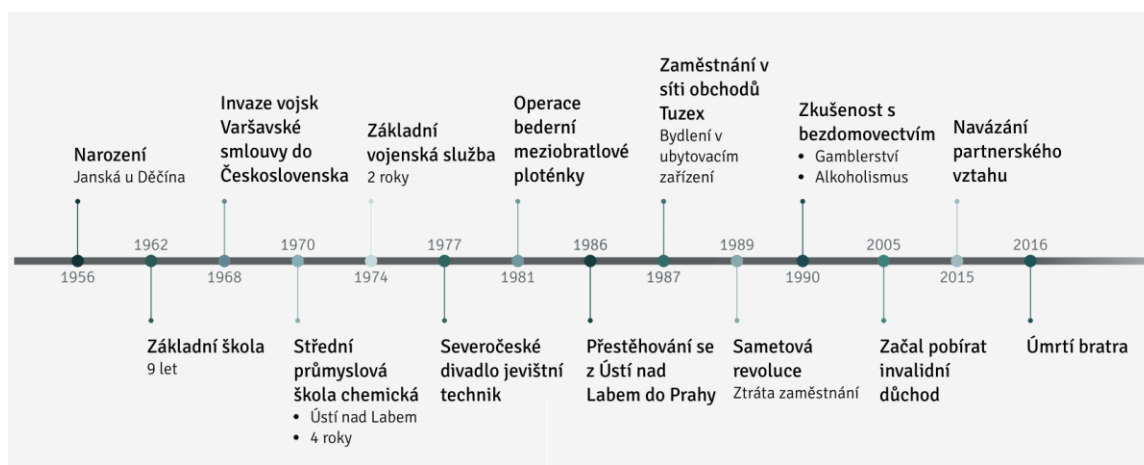 Narození
Janská u Děčína
1956
1962
Základní škola
9 let
Invaze vojsk
Varšavské
smlouvy do
Československa
1968
1970
Střední
průmyslová
škola chemická
• Ústí nad Labem
• 4 roky
Základní
vojenská služba
2 roky
1974
1977
Severočeské
divadlo jevištní
technik
Operace
bederní
meziobratlové
ploténky
1981
1986
Přestěhování se
z Ústí nad
Labem do Prahy
Zaměstnání v
síti obchodů
Tuzex
Bydlení v
ubytovacím
zařízení
1987
1989
Sametová
revoluce
Ztráta zaměstnání
Zkušenost s
bezdomovectvím
• Gamblerství
• Alkoholismus
1990
2005
Začal pobírat
invalidní
důchod
Navázání
partnerského
vztahu
2015
2016
Úmrtí bratra